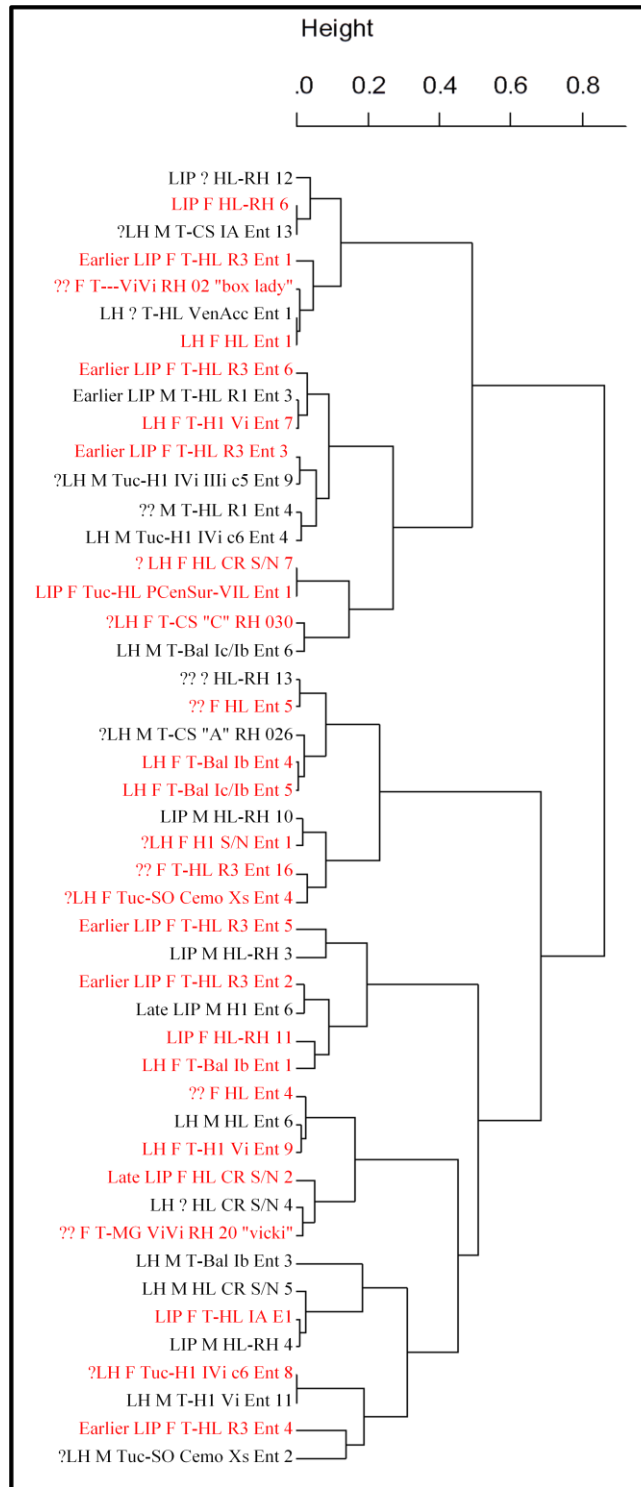 Height
.0 0.2 0.4 0.6 0.8
LIP ? HL-RH 12
LIP F HL-RH 6
?LH M T-CS IA Ent 13
Earlier LIP F T-HL R3 Ent 1
?? F T---ViVi RH 02 "box lady"
LH ? T-HL VenAcc Ent 1
LH F HL Ent 1
Earlier LIP F T-HL R3 Ent 6
Earlier LIP M T-HL R1 Ent 3
LH F T-H1 Vi Ent 7
Earlier LIP F T-HL R3 Ent 3
?LH M Tuc-H1 IVi IIIi c5 Ent 9
?? M T-HL R1 Ent 4
LH M Tuc-H1 IVi c6 Ent 4
? LH F HL CR S/N 7
LIP F Tuc-HL PCenSur-VIL Ent 1
?LH F T-CS "C" RH 030
LH M T-Bal Ic/Ib Ent 6
?? ? HL-RH 13
?? F HL Ent 5
?LH M T-CS "A" RH 026
LH F T-Bal Ib Ent 4
LH F T-Bal Ic/Ib Ent 5
LIP M HL-RH 10
?LH F H1 S/N Ent 1
?? F T-HL R3 Ent 16
?LH F Tuc-SO Cemo Xs Ent 4
Earlier LIP F T-HL R3 Ent 5
LIP M HL-RH 3
Earlier LIP F T-HL R3 Ent 2
Late LIP M H1 Ent 6
LIP F HL-RH 11
LH F T-Bal Ib Ent 1
?? F HL Ent 4
LH M HL Ent 6
LH F T-H1 Vi Ent 9
Late LIP F HL CR S/N 2
LH ? HL CR S/N 4
?? F T-MG ViVi RH 20 "vicki"
LH M T-Bal Ib Ent 3
LH M HL CR S/N 5
LIP F T-HL IA E1
LIP M HL-RH 4
?LH F Tuc-H1 IVi c6 Ent 8
LH M T-H1 Vi Ent 11
Earlier LIP F T-HL R3 Ent 4
?LH M Tuc-SO Cemo Xs Ent 2